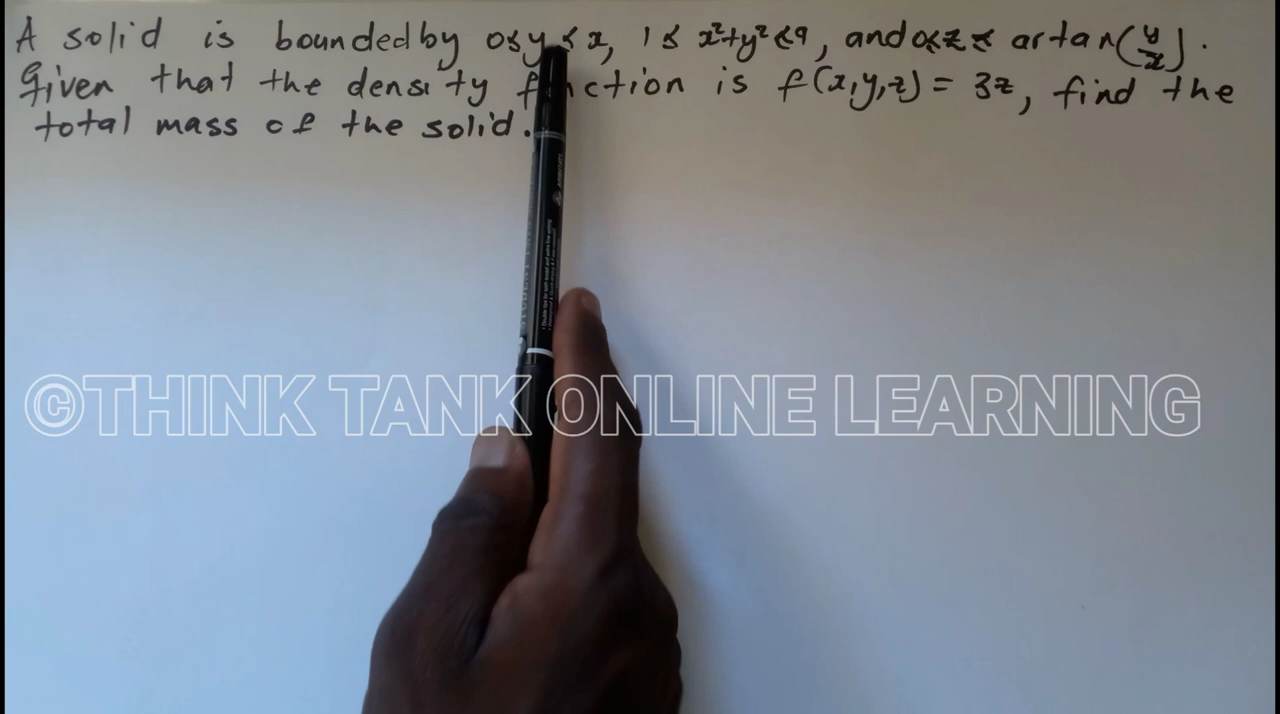 A solid is bounded by 0≤y≤x, 1≤x²+y²≤9, and 0≤z≤ artan(y/x).
Given that the density function is f(x,y,z) = 3z, find the
total mass of the solid.
©THINK TANK ONLINE LEARNING